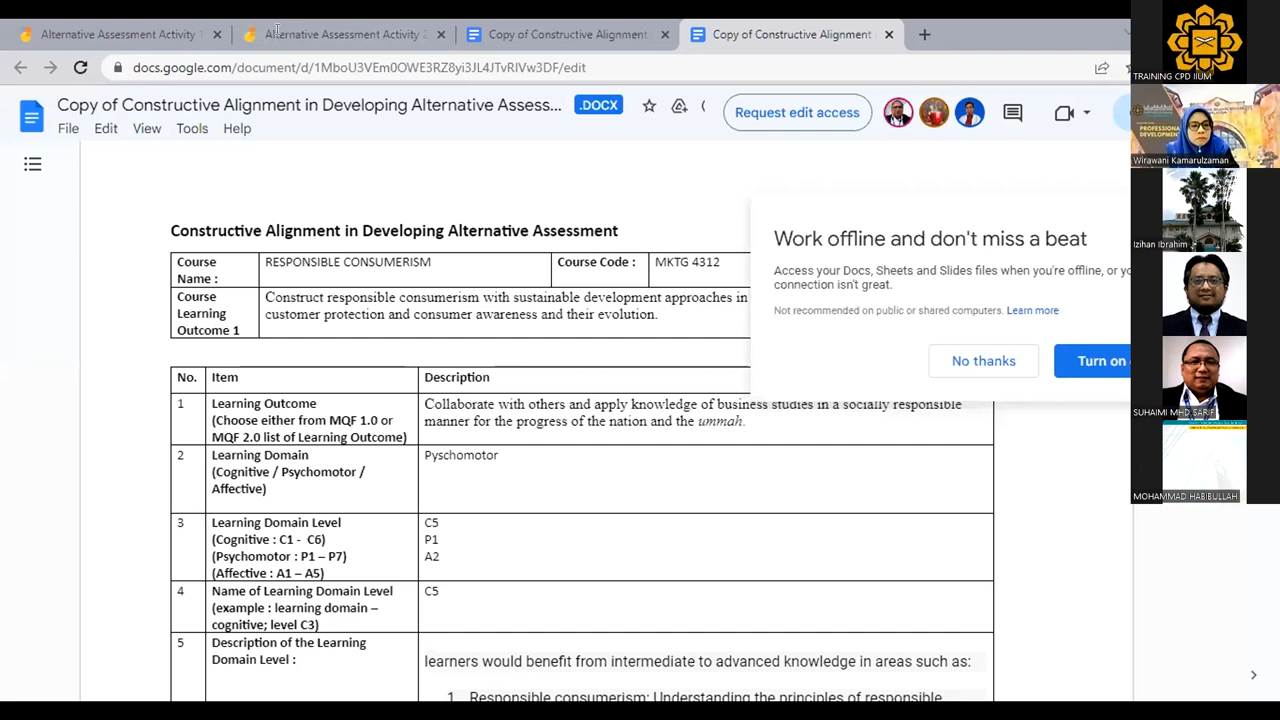 Alternative Assessment Activity
Alternative Assessment Activity 2
Copy of Constructive Alignment
Copy of Constructive Alignment
docs.google.com/document/d/1MboU3VEm0OWE3RZ8yi3JL4JTvRIVw3DF/edit
Copy of Constructive Alignment in Developing Alternative Assess...
.DOCX
Request edit access
File Edit View Tools Help
Constructive Alignment in Developing Alternative Assessment
Course Name :
RESPONSIBLE CONSUMERISM
Course Code :
MKTG 4312
Course Learning Outcome 1
Construct responsible consumerism with sustainable development approaches in
customer protection and consumer awareness and their evolution.
Work offline and don't miss a beat
Access your Docs, Sheets and Slides files when you're offline, or yo
connection isn't great.
Not recommended on public or shared computers. Learn more
No thanks
Turn on
No. Item Description
1
Learning Outcome
(Choose either from MQF 1.0 or
MQF 2.0 list of Learning Outcome)
Collaborate with others and apply knowledge of business studies in a socially responsible
manner for the progress of the nation and the ummah.
2
Learning Domain
(Cognitive / Psychomotor /
Affective)
Pyschomotor
3
Learning Domain Level
(Cognitive : C1 - C6)
(Psychomotor : P1 – P7)
(Affective : A1 – A5)
C5
P1
A2
4
Name of Learning Domain Level
(example : learning domain –
cognitive; level C3)
C5
5
Description of the Learning
Domain Level :
learners would benefit from intermediate to advanced knowledge in areas such as:
1. Responsible consumerism: Understanding the principles of responsible
TRAINING CPD IIUM
PROFESSIONAL
DEVELOPMENT
Wirawani Kamarulzaman
Izihan Ibrahim
SUHAIMI MHD SARIF
MOHAMMAD HABIBULLAH